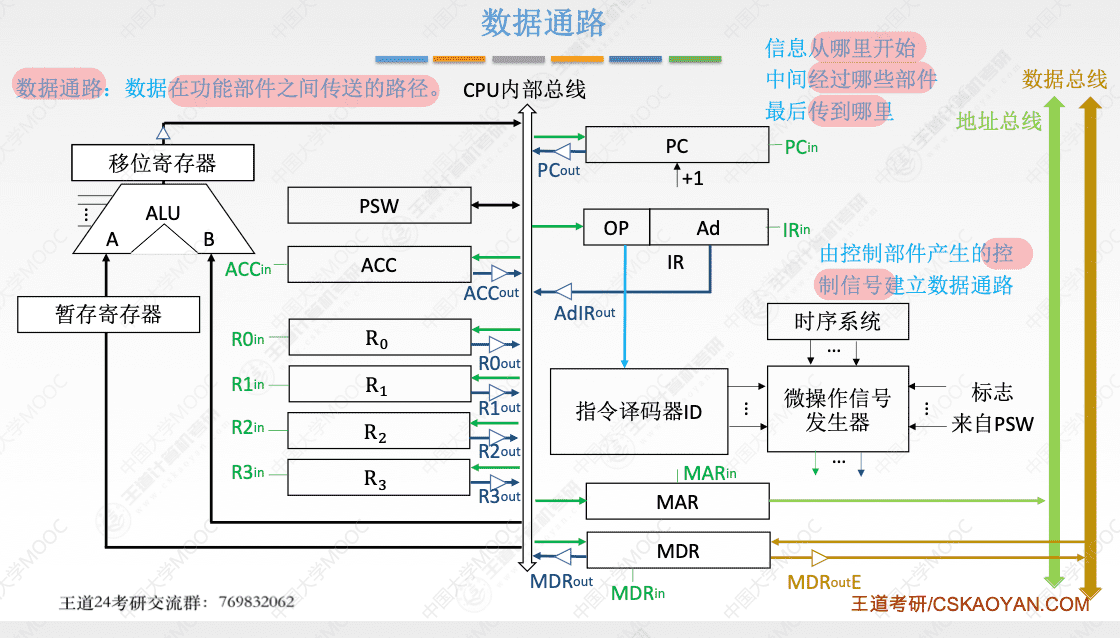 数据通路
数据通路：数据在功能部件之间传送的路径。
CPU内部总线
信息从哪里开始
中间经过哪些部件
最后传到哪里
数据总线
地址总线
移位寄存器
ALU
A
B
暂存寄存器
PSW
ACCin
ACC
ACCout
R0in
R0
R0out
R1in
R1
R1out
R2in
R2
R2out
R3in
R3
R3out
PC
PCin
PCout
+1
OP
Ad
IRin
IR
AdIRout
由控制部件产生的控
制信号建立数据通路
时序系统
...
指令译码器ID
...
微操作信号
发生器
...
标志
来自PSW
...
MARin
MAR
MDR
MDRout
MDRin
MDRoutE
王道24考研交流群：769832062
王道考研/CSKAOYAN.COM